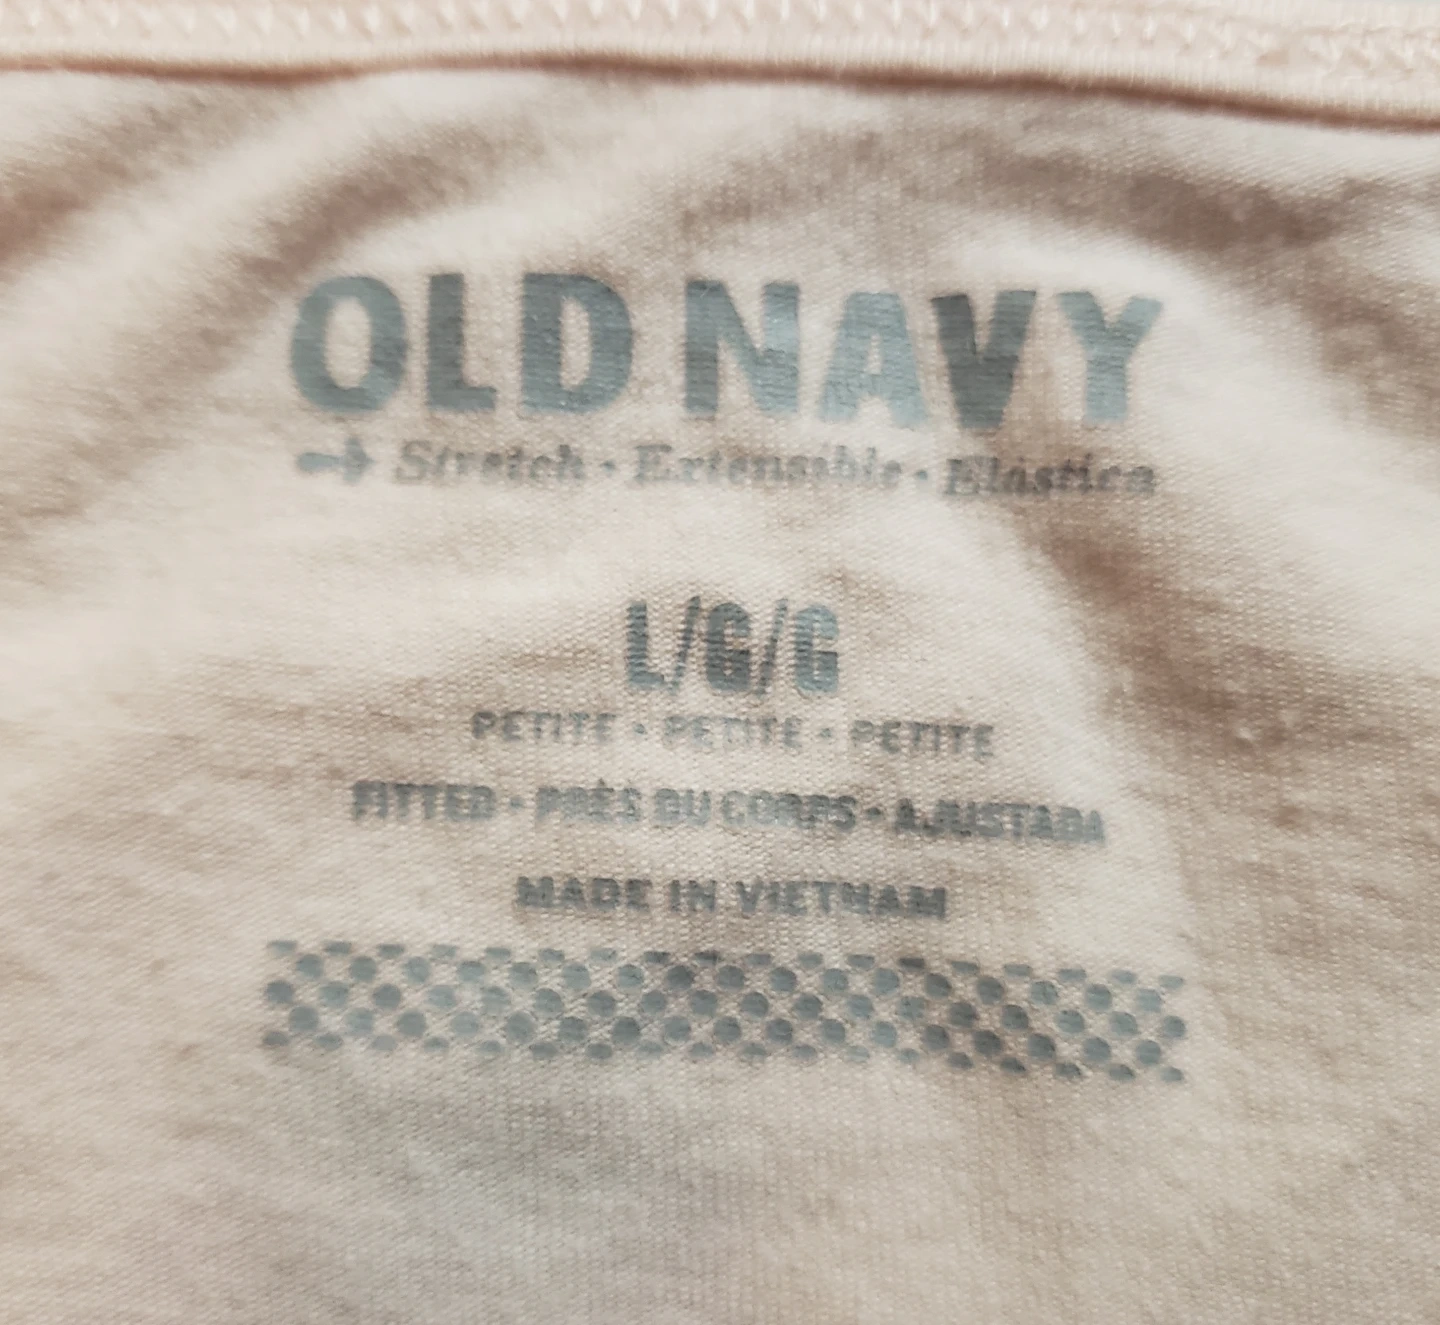 OLD NAVY
Stretch • Extensible • Elástica
L/G/G
PETITE • PETITE • PETITE
FITTED • PRÈS DU CORPS • AJUSTADA
MADE IN VIETNAM